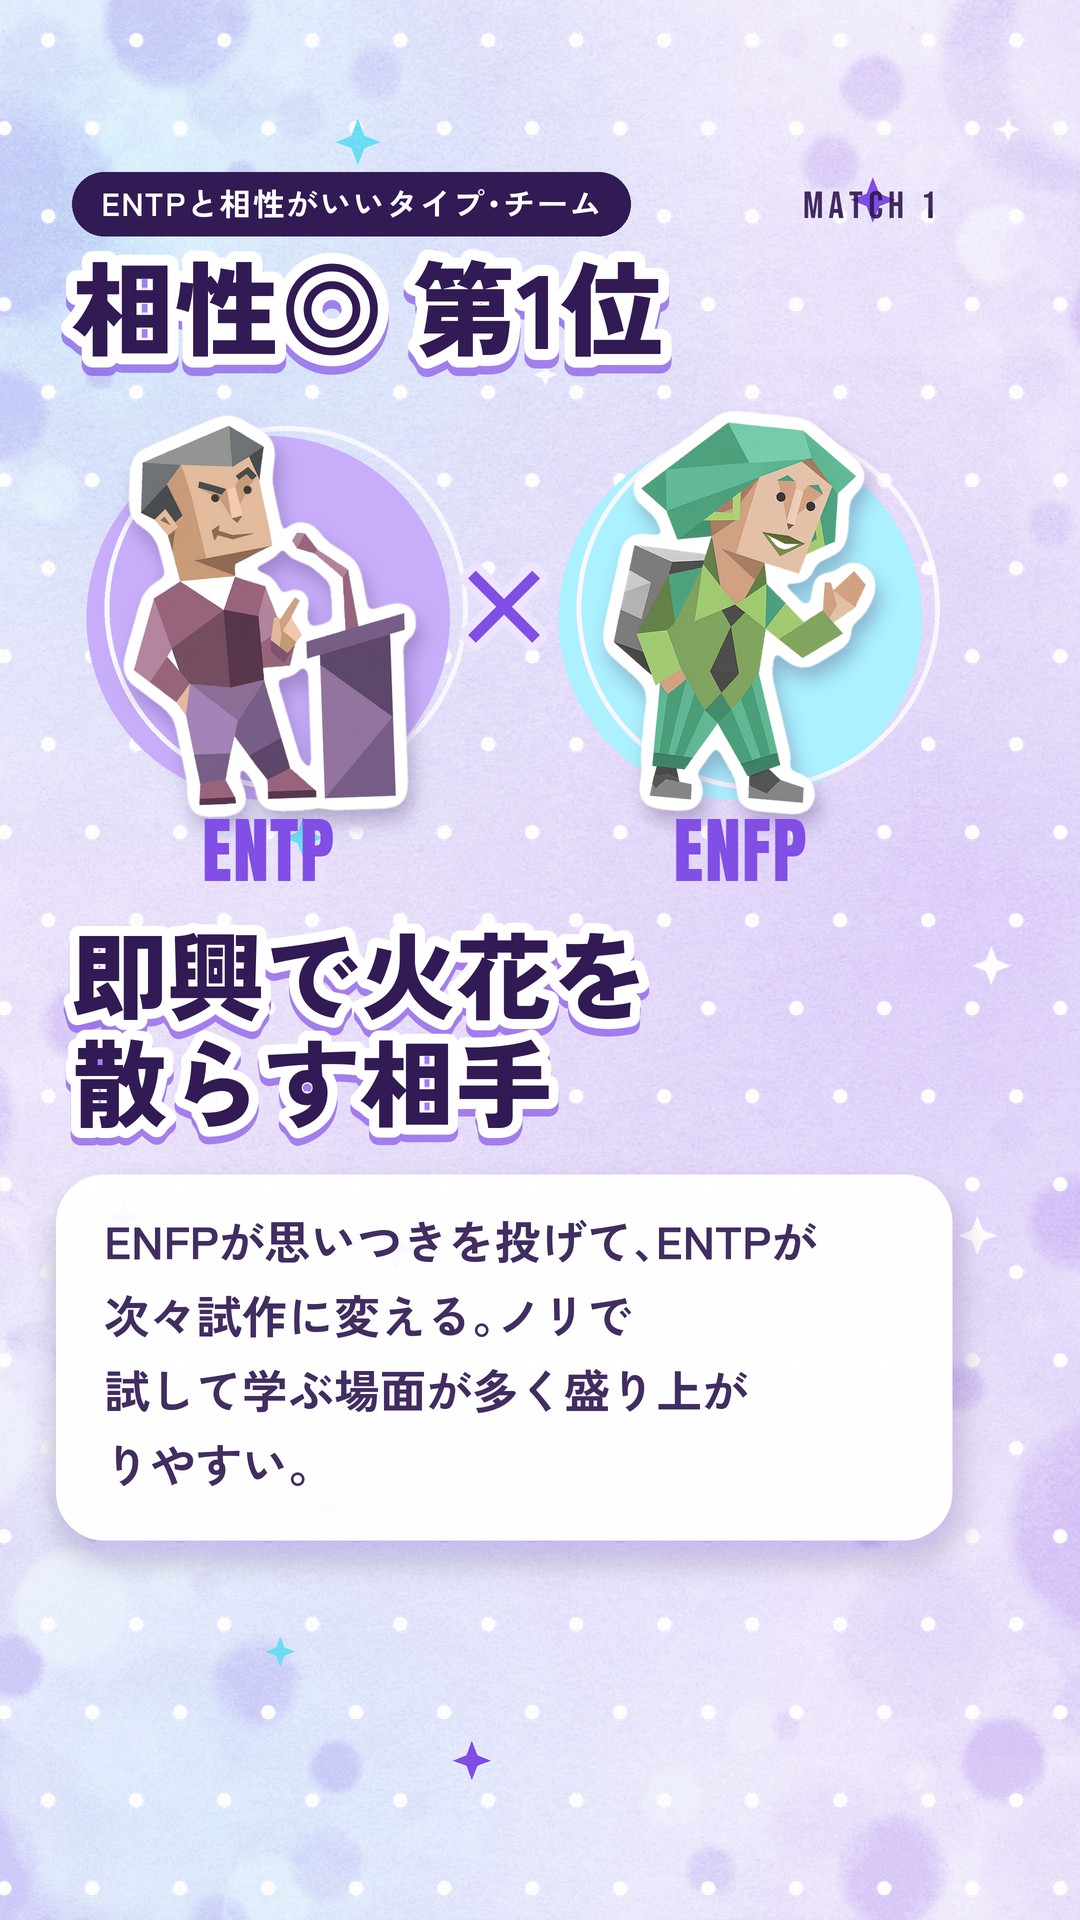 ENTPと相性がいいタイプ・チーム
MATCH 1
相性◎ 第1位
ENTP
×
ENFP
即興で火花を
散らす相手
ENFPが思いつきを投げて、ENTPが
次々試作に変える。ノリで
試して学ぶ場面が多く盛り上が
りやすい。